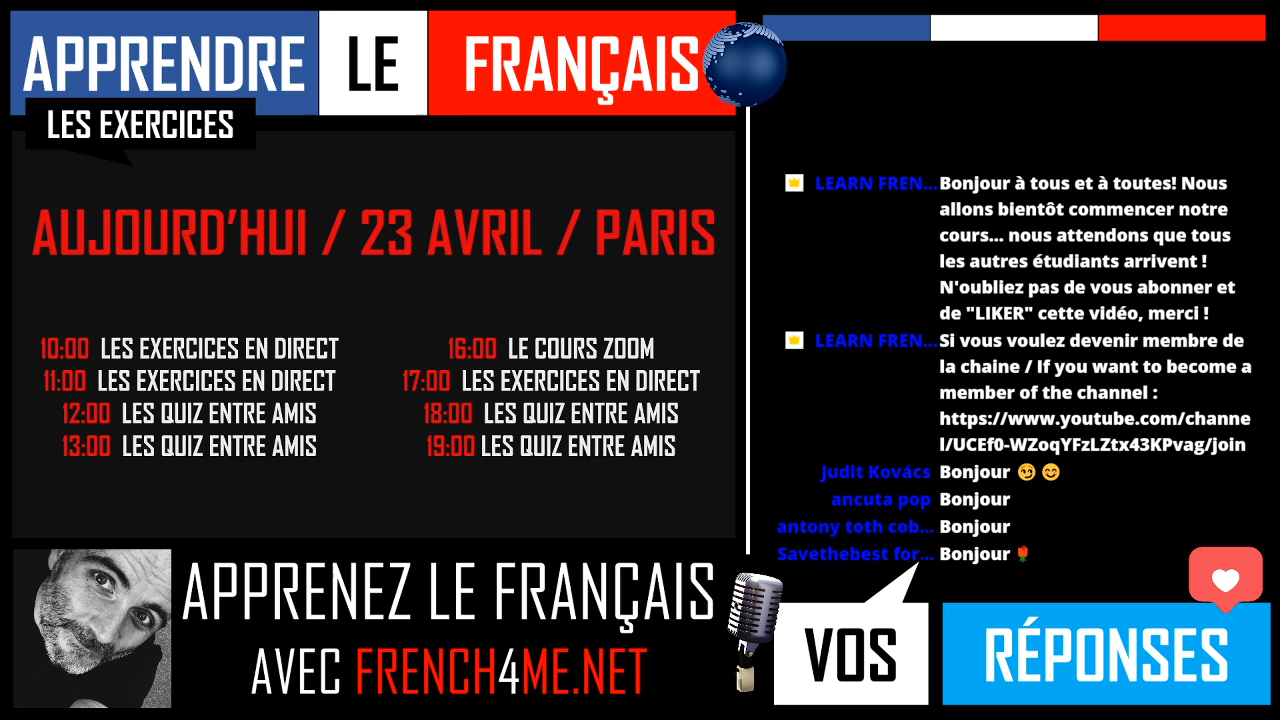 APPRENDRE LE FRANÇAIS
LES EXERCICES
AUJOURD'HUI / 23 AVRIL / PARIS
10:00 LES EXERCICES EN DIRECT
11:00 LES EXERCICES EN DIRECT
12:00 LES QUIZ ENTRE AMIS
13:00 LES QUIZ ENTRE AMIS
16:00 LE COURS ZOOM
17:00 LES EXERCICES EN DIRECT
18:00 LES QUIZ ENTRE AMIS
19:00 LES QUIZ ENTRE AMIS
APPRENEZ LE FRANÇAIS
AVEC FRENCH4ME.NET
LEARN FREN... Bonjour à tous et à toutes! Nous
allons bientôt commencer notre
cours... nous attendons que tous
les autres étudiants arrivent !
N'oubliez pas de vous abonner et
de "LIKER" cette vidéo, merci !
LEARN FREN... Si vous voulez devenir membre de
la chaine / If you want to become a
member of the channel :
https://www.youtube.com/channe
l/UCEf0-WZoqYFzLZtx43KPvag/join
Judit Kovács Bonjour 😏 😊
ancuta pop Bonjour
antony toth cob... Bonjour
Savethebest for... Bonjour 🌹
VOS RÉPONSES